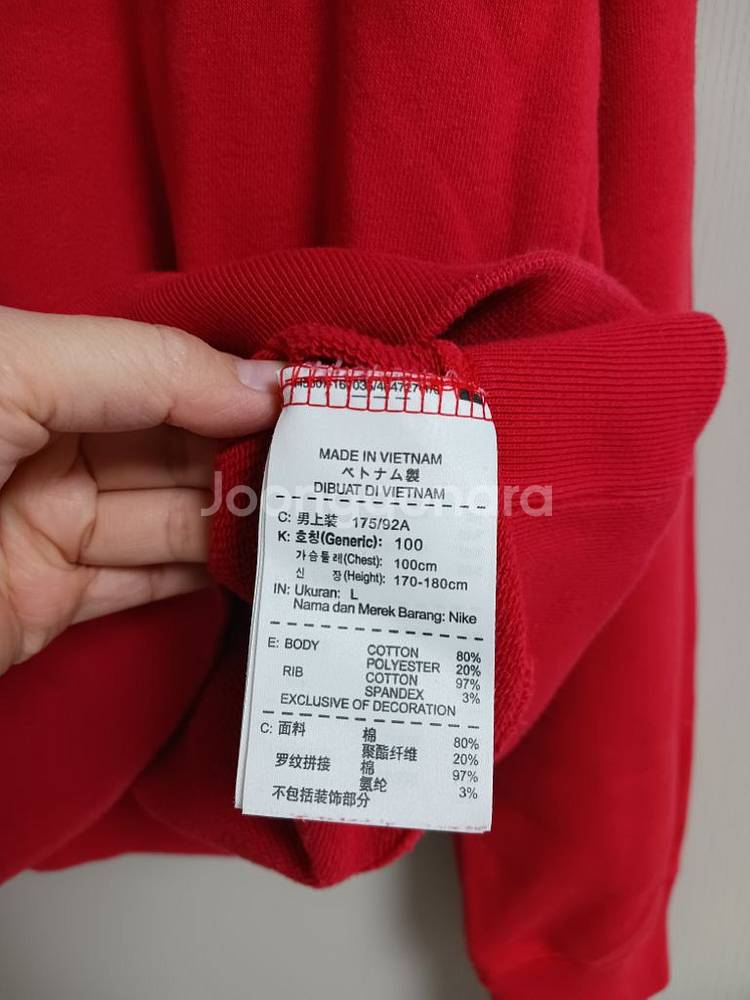 MADE IN VIETNAM
ベトナム製
DIBUAT DI VIETNAM
Joonggonara
C: 男上装 175/92A
K: 호칭(Generic): 100
가슴둘레(Chest): 100cm
신 장(Height): 170-180cm
IN: Ukuran: L
Nama dan Merek Barang: Nike
E: BODY COTTON 80%
POLYESTER 20%
RIB COTTON 97%
SPANDEX 3%
EXCLUSIVE OF DECORATION
C: 面料 棉 80%
聚酯纤维 20%
罗纹拼接 棉 97%
氨纶 3%
不包括装饰部分